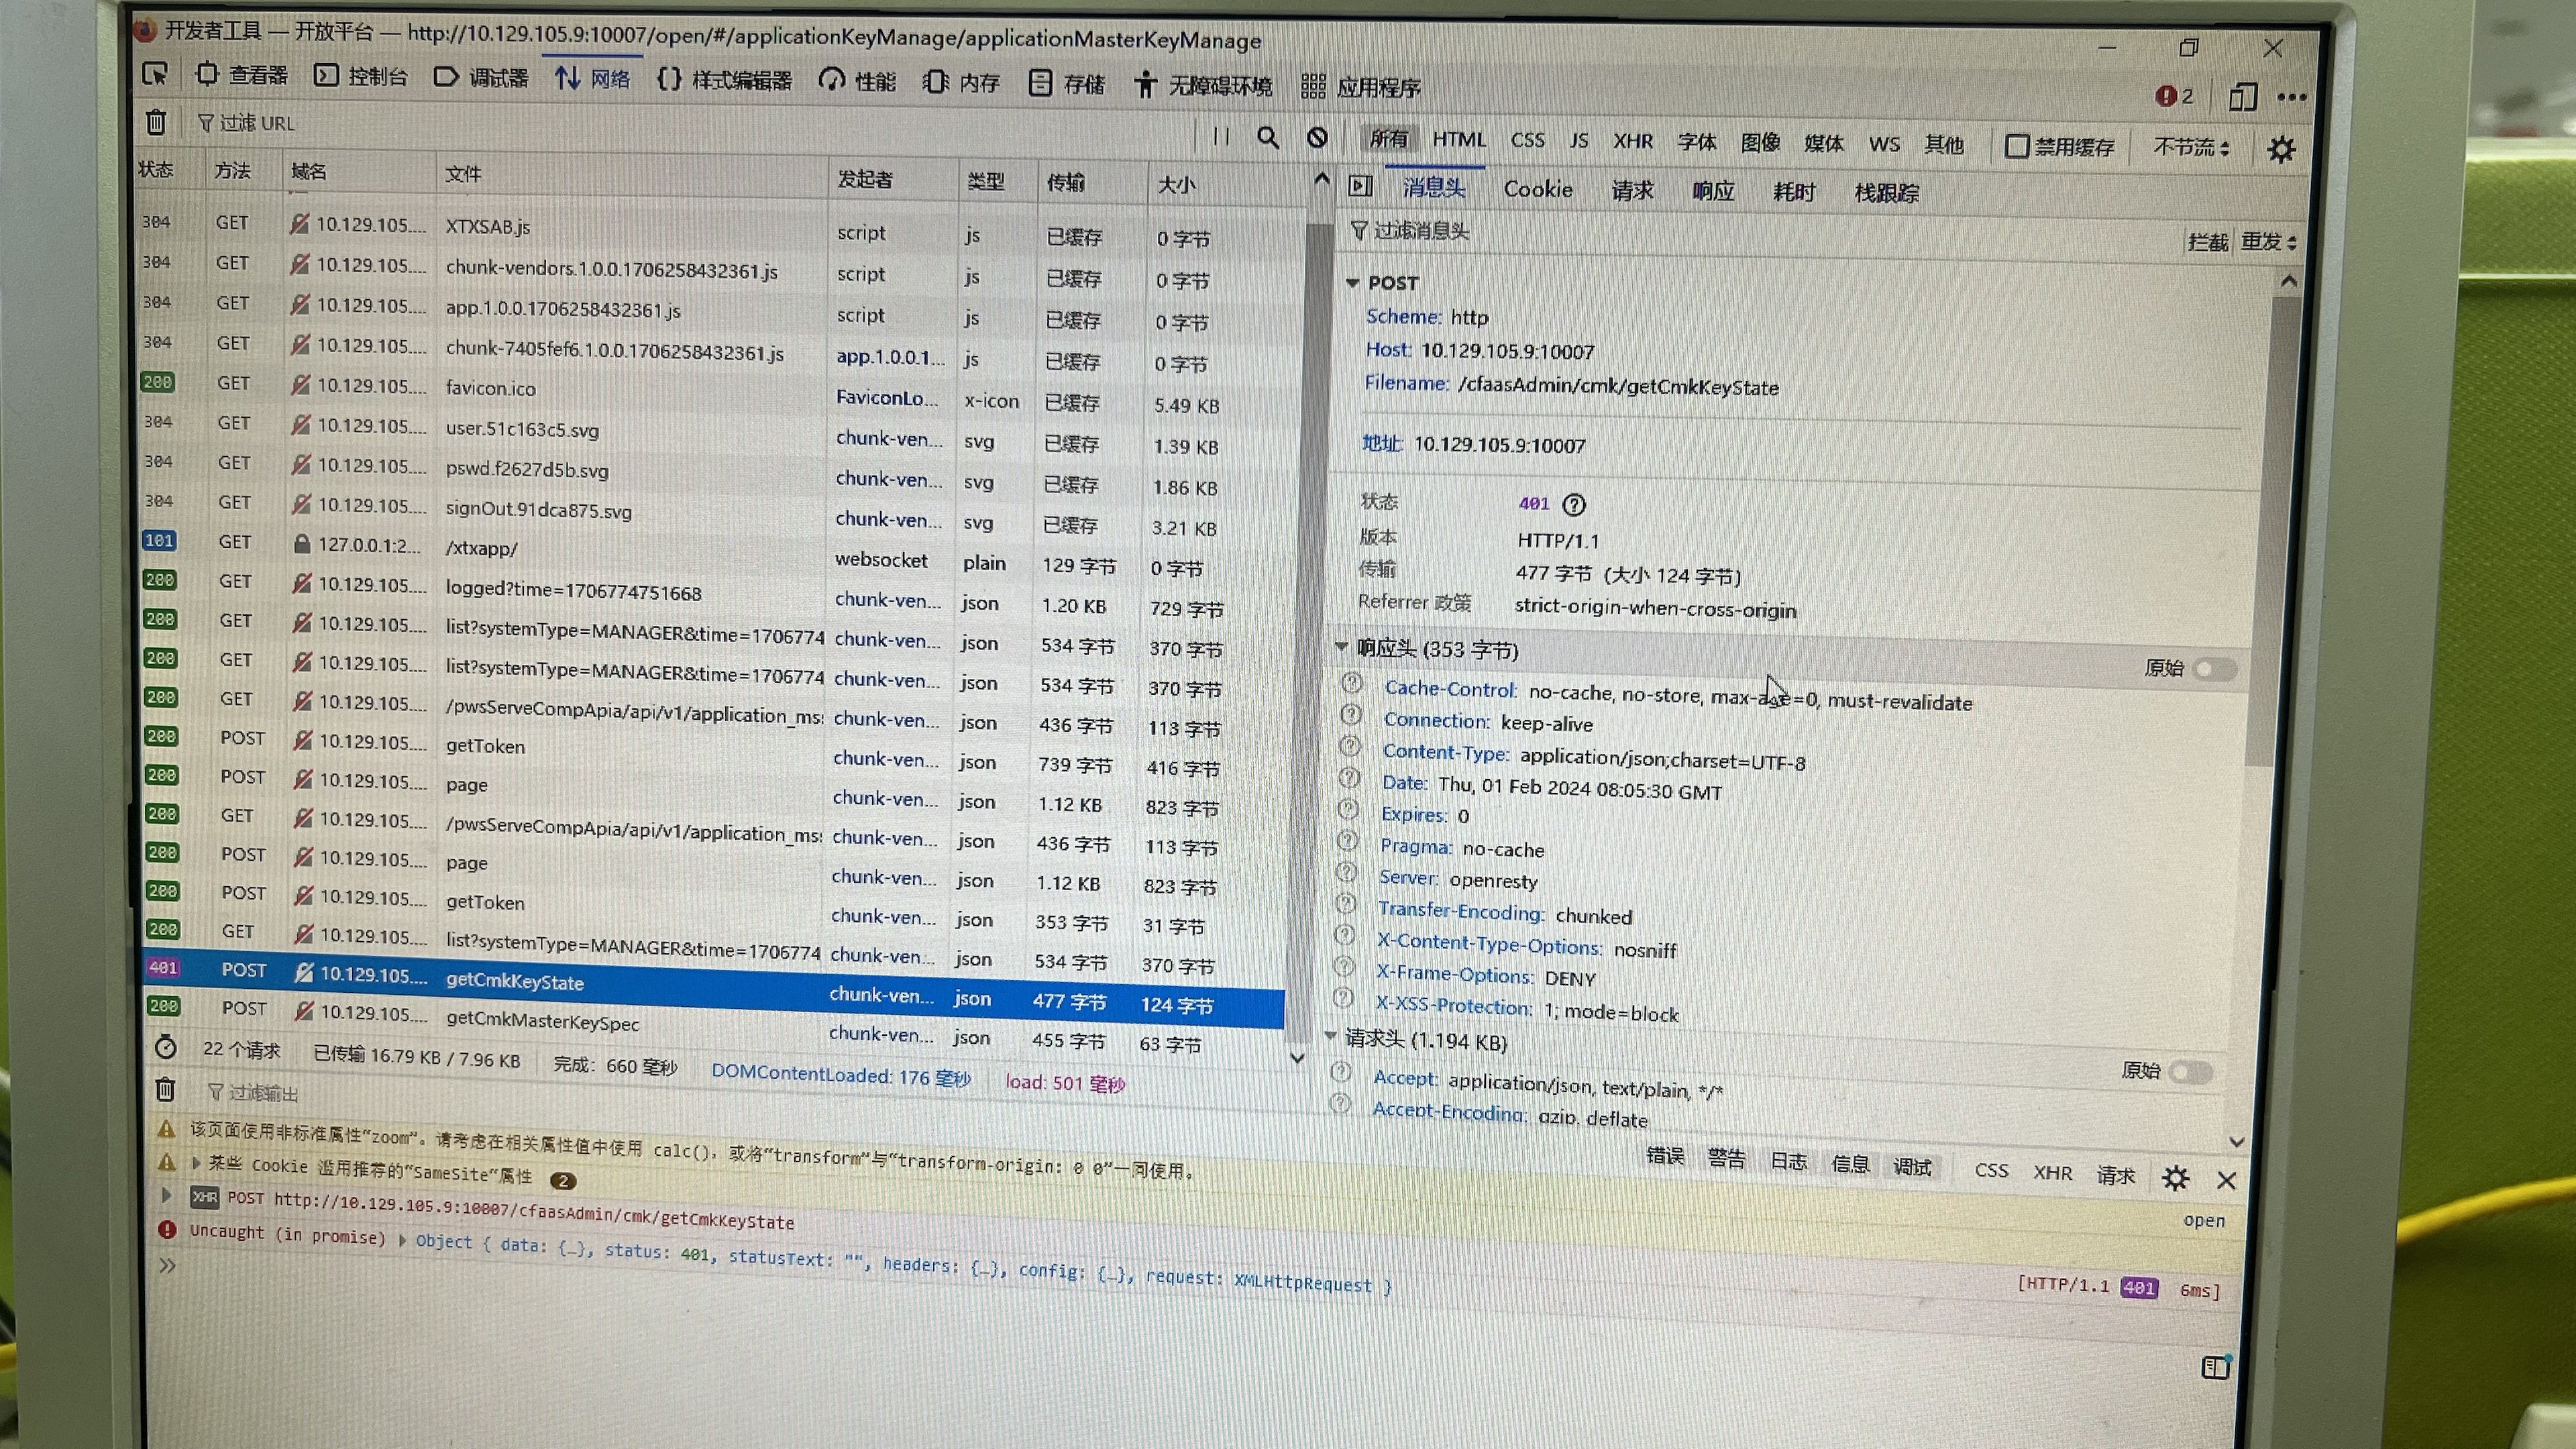 开发者工具 — 开放平台 — http://10.129.105.9:10007/open/#/applicationKeyManage/applicationMasterKeyManage
查看器 控制台 调试器 网络 {} 样式编辑器 性能 内存 存储 无障碍环境 应用程序 2
过滤 URL 所有 HTML CSS JS XHR 字体 图像 媒体 WS 其他 禁用缓存 不节流
状态 方法 域名 文件 发起者 类型 传输 大小
304 GET 10.129.105.... XTXSAB.js script js 已缓存 0 字节
304 GET 10.129.105.... chunk-vendors.1.0.0.1706258432361.js script js 已缓存 0 字节
304 GET 10.129.105.... app.1.0.0.1706258432361.js script js 已缓存 0 字节
304 GET 10.129.105.... chunk-7405fef6.1.0.0.1706258432361.js app.1.0.0.1... js 已缓存 0 字节
200 GET 10.129.105.... favicon.ico FaviconLo... x-icon 已缓存 5.49 KB
304 GET 10.129.105.... user.51c163c5.svg chunk-ven... svg 已缓存 1.39 KB
304 GET 10.129.105.... pswd.f2627d5b.svg chunk-ven... svg 已缓存 1.86 KB
304 GET 10.129.105.... signOut.91dca875.svg chunk-ven... svg 已缓存 3.21 KB
101 GET 127.0.0.1:2... /xtxapp/ websocket plain 129 字节 0 字节
200 GET 10.129.105.... logged?time=1706774751668 chunk-ven... json 1.20 KB 729 字节
200 GET 10.129.105.... list?systemType=MANAGER&time=1706774 chunk-ven... json 534 字节 370 字节
200 GET 10.129.105.... list?systemType=MANAGER&time=1706774 chunk-ven... json 534 字节 370 字节
200 GET 10.129.105.... /pwsServeCompApia/api/v1/application_ms: chunk-ven... json 436 字节 113 字节
200 POST 10.129.105.... getToken chunk-ven... json 739 字节 416 字节
200 POST 10.129.105.... page chunk-ven... json 1.12 KB 823 字节
200 GET 10.129.105.... /pwsServeCompApia/api/v1/application_ms: chunk-ven... json 436 字节 113 字节
200 POST 10.129.105.... page chunk-ven... json 1.12 KB 823 字节
200 POST 10.129.105.... getToken chunk-ven... json 353 字节 31 字节
200 GET 10.129.105.... list?systemType=MANAGER&time=1706774 chunk-ven... json 534 字节 370 字节
401 POST 10.129.105.... getCmkKeyState chunk-ven... json 477 字节 124 字节
200 POST 10.129.105.... getCmkMasterKeySpec chunk-ven... json 455 字节 63 字节
22 个请求 已传输 16.79 KB / 7.96 KB 完成：660 毫秒 DOMContentLoaded: 176 毫秒 load: 501 毫秒
消息头 Cookie 请求 响应 耗时 栈跟踪
过滤消息头 拦截 重发
POST
Scheme: http
Host: 10.129.105.9:10007
Filename: /cfaasAdmin/cmk/getCmkKeyState
地址: 10.129.105.9:10007
状态 401
版本 HTTP/1.1
传输 477 字节（大小 124 字节）
Referrer 政策 strict-origin-when-cross-origin
响应头 (353 字节) 原始
Cache-Control: no-cache, no-store, max-age=0, must-revalidate
Connection: keep-alive
Content-Type: application/json;charset=UTF-8
Date: Thu, 01 Feb 2024 08:05:30 GMT
Expires: 0
Pragma: no-cache
Server: openresty
Transfer-Encoding: chunked
X-Content-Type-Options: nosniff
X-Frame-Options: DENY
X-XSS-Protection: 1; mode=block
请求头 (1.194 KB) 原始
Accept: application/json, text/plain, */*
Accept-Encoding: gzip, deflate
过滤输出 错误 警告 日志 信息 调试 CSS XHR 请求
该页面使用非标准属性“zoom”。请考虑在相关属性值中使用 calc()，或将“transform”与“transform-origin: 0 0”一同使用。 open
某些 Cookie 滥用推荐的“SameSite“属性 2
XHR POST http://10.129.105.9:10007/cfaasAdmin/cmk/getCmkKeyState [HTTP/1.1 401 6ms]
Uncaught (in promise) Object { data: {…}, status: 401, statusText: "", headers: {…}, config: {…}, request: XMLHttpRequest }